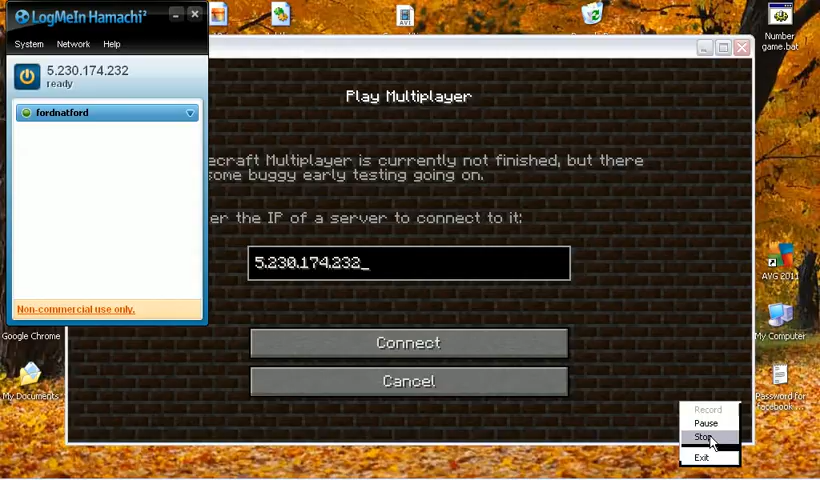 LogMeIn Hamachi²
System Network Help
5.230.174.232
ready
fordnatford
Non-commercial use only.
Play Multiplayer
ecraft Multiplayer is currently not finished, but there
some buggy early testing going on.
er the IP of a server to connect to it:
5.230.174.232_
Connect
Cancel
Record
Pause
Stop
Exit
AVI
Number
game.bat
AVG 2011
My Computer
Password for
facebook ...
Google Chrome
My Documents